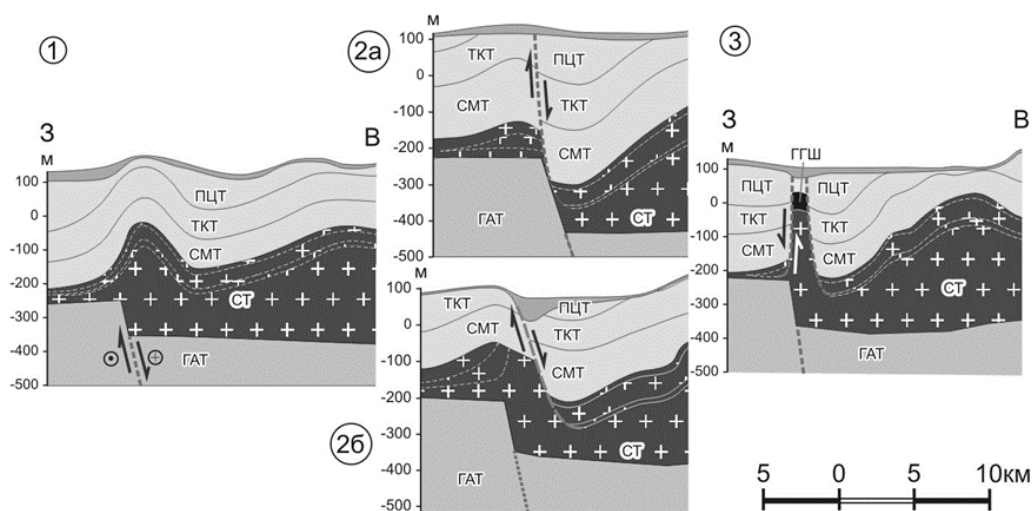 1
З
В
м
100
0
-100
-200
-300
-400
-500
ПЦТ
ТКТ
СМТ
СТ
ГАТ
2а
м
100
0
-100
-200
-300
-400
-500
ТКТ
ПЦТ
СМТ
ТКТ
СМТ
СТ
ГАТ
2б
м
100
0
-100
-200
-300
-400
-500
ТКТ
ПЦТ
СМТ
ТКТ
СМТ
СТ
ГАТ
3
З
В
м
100
0
-100
-200
-300
-400
-500
ГГШ
ПЦТ
ПЦТ
ТКТ
ТКТ
СМТ
СМТ
СТ
ГАТ
5 0 5 10км